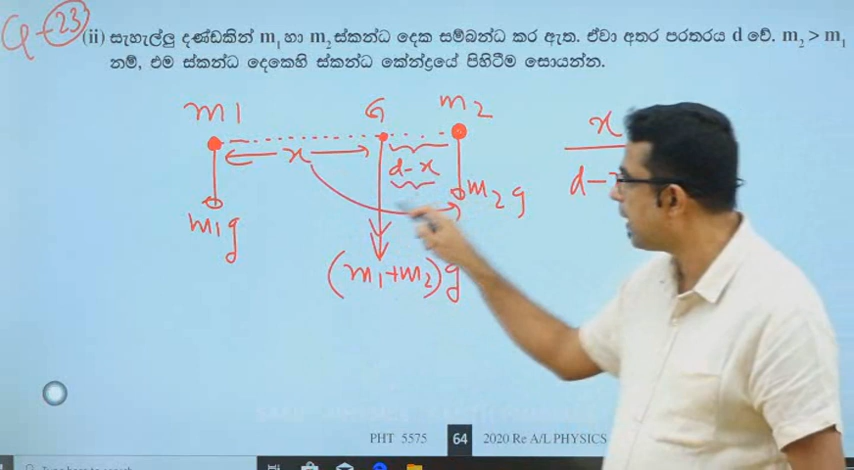 Q-23
(ii) සැහැල්ලු දණ්ඩකින් m₁ හා m₂ ස්කන්ධ දෙක සම්බන්ධ කර ඇත. ඒවා අතර පරතරය d වේ. m₂ > m₁
නම්, එම ස්කන්ධ දෙකෙහි ස්කන්ධ කේන්ද්‍රයේ පිහිටීම සොයන්න.
m1 G m2
x d-x x
d-
m1g m2g
(m1+m2)g
PHT 5575 64 2020 Re A/L PHYSICS